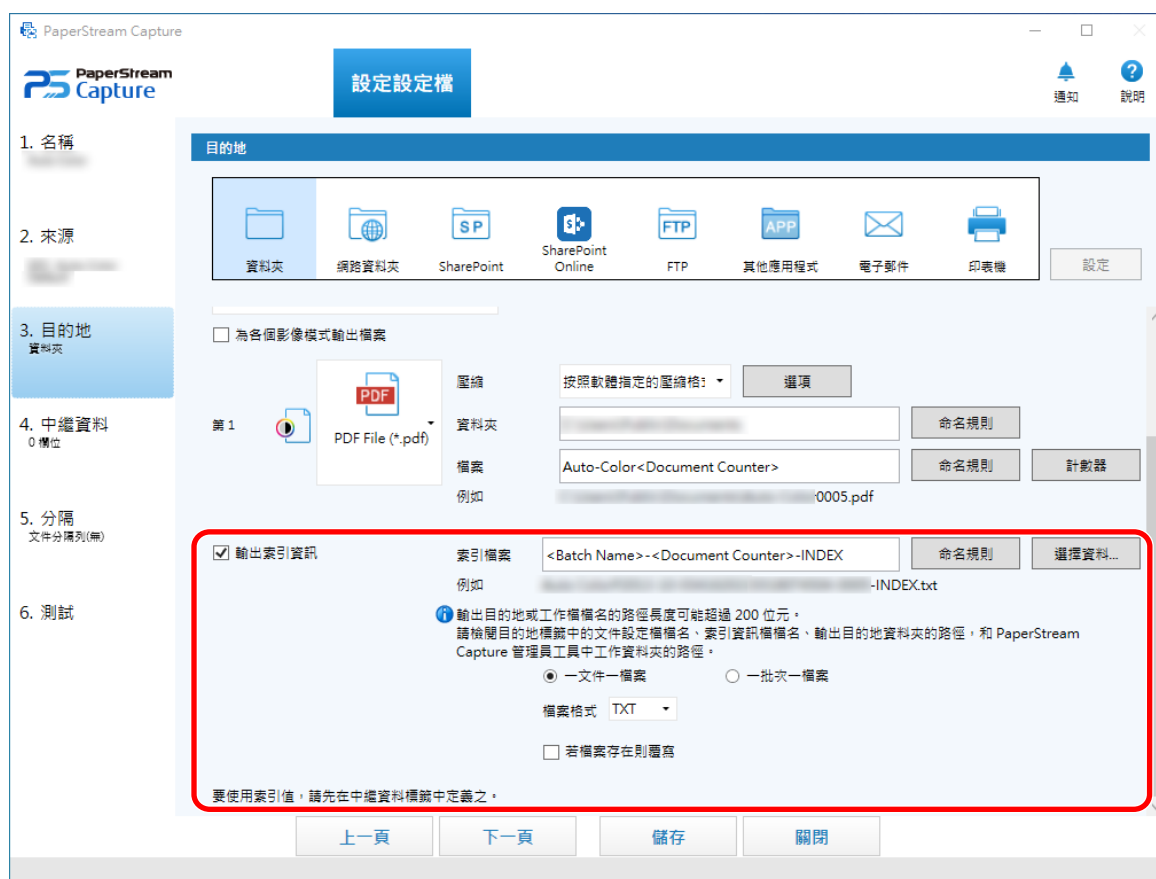 PaperStream Capture
PaperStream
Capture
設定設定檔
通知
說明
1. 名稱
2. 來源
3. 目的地
資料夾
4. 中繼資料
0 欄位
5. 分隔
文件分隔列(無)
6. 測試
目的地
資料夾
網路資料夾
SP
SharePoint
SharePoint
Online
FTP
FTP
APP
其他應用程式
電子郵件
印表機
設定
為各個影像模式輸出檔案
第 1
PDF
PDF File (*.pdf)
壓縮
按照軟體指定的壓縮格式
選項
資料夾
命名規則
檔案
Auto-Color<Document Counter>
命名規則
計數器
例如
0005.pdf
輸出索引資訊
索引檔案
<Batch Name>-<Document Counter>-INDEX
命名規則
選擇資料...
例如
-INDEX.txt
輸出目的地或工作檔檔名的路徑長度可能超過 200 位元。
請檢閱目的地標籤中的文件設定檔檔名、索引資訊檔檔名、輸出目的地資料夾的路徑，和 PaperStream
Capture 管理員工具中工作資料夾的路徑。
一文件一檔案
一批次一檔案
檔案格式
TXT
若檔案存在則覆寫
要使用索引值，請先在中繼資料標籤中定義之。
上一頁
下一頁
儲存
關閉